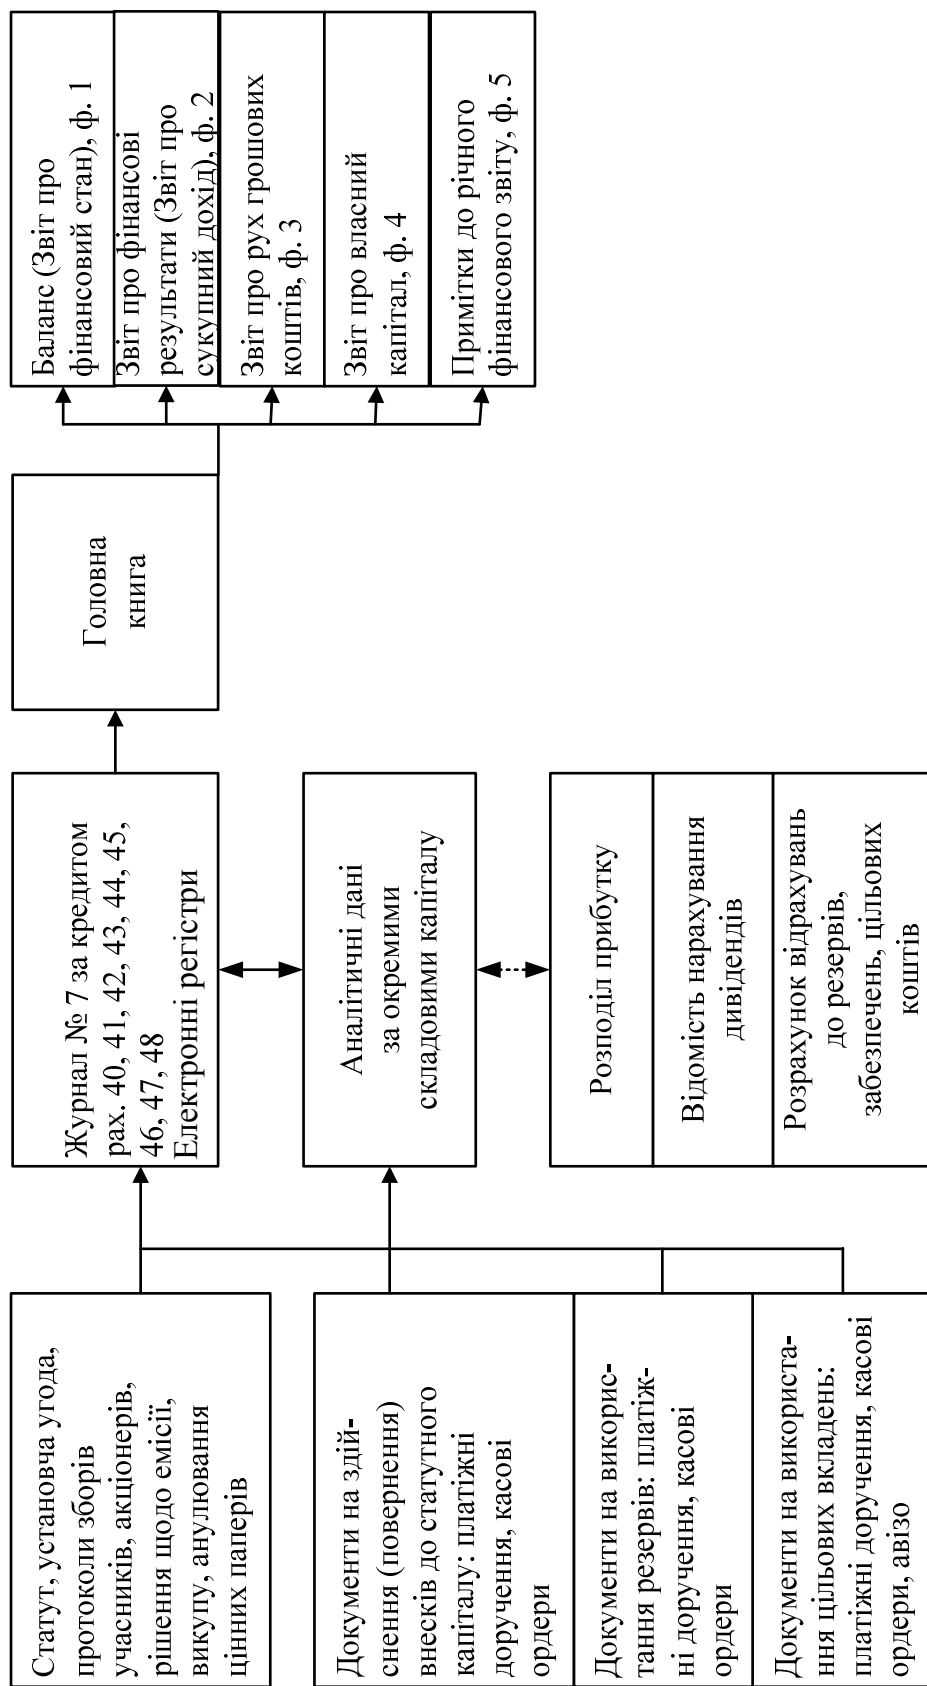 Статут, установча угода,
протоколи зборів
учасників, акціонерів,
рішення щодо емісії,
викупу, анулювання
цінних паперів
Документи на здій-
снення (повернення)
внесків до статутного
капіталу: платіжні
доручення, касові
ордери
Документи на викорис-
тання резервів: платіж-
ні доручення, касові
ордери
Документи на використа-
ння цільових вкладень:
платіжні доручення, касові
ордери, авізо
Журнал № 7 за кредитом
рах. 40, 41, 42, 43, 44, 45,
46, 47, 48
Електронні регістри
Аналітичні дані
за окремими
складовими капіталу
Розподіл прибутку
Відомість нарахування
дивідендів
Розрахунок відрахувань
до резервів,
забезпечень, цільових
коштів
Головна
книга
Баланс (Звіт про
фінансовий стан), ф. 1
Звіт про фінансові
результати (Звіт про
сукупний дохід), ф. 2
Звіт про рух грошових
коштів, ф. 3
Звіт про власний
капітал, ф. 4
Примітки до річного
фінансового звіту, ф. 5